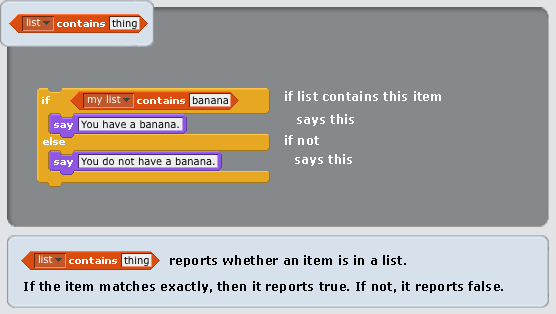 list contains thing
if my list contains banana if list contains this item
say You have a banana. says this
else if not
say You do not have a banana. says this
list contains thing reports whether an item is in a list.
If the item matches exactly, then it reports true. If not, it reports false.